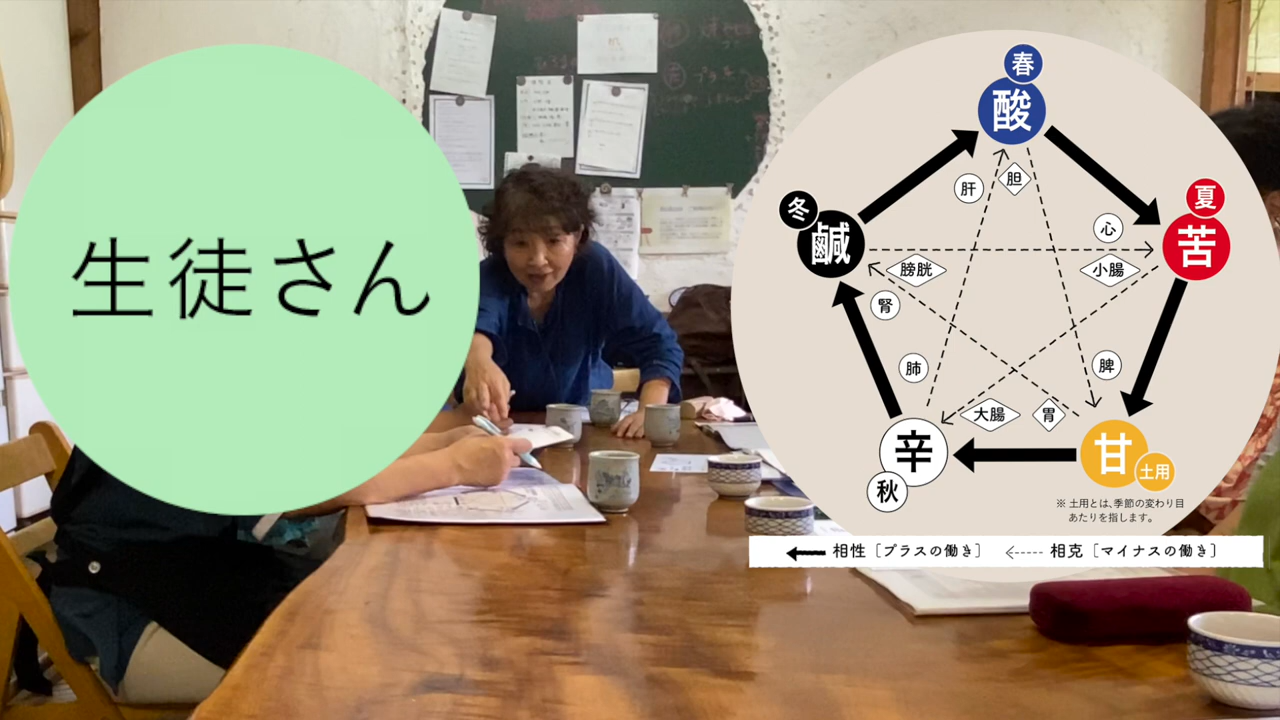 生徒さん
春
酸
肝
胆
冬
鹹
夏
苦
心
小腸
膀胱
腎
肺
脾
大腸
胃
辛
秋
甘
土用
※ 土用とは、季節の変わり目
あたりを指します。
相性［プラスの働き］
相克［マイナスの働き］